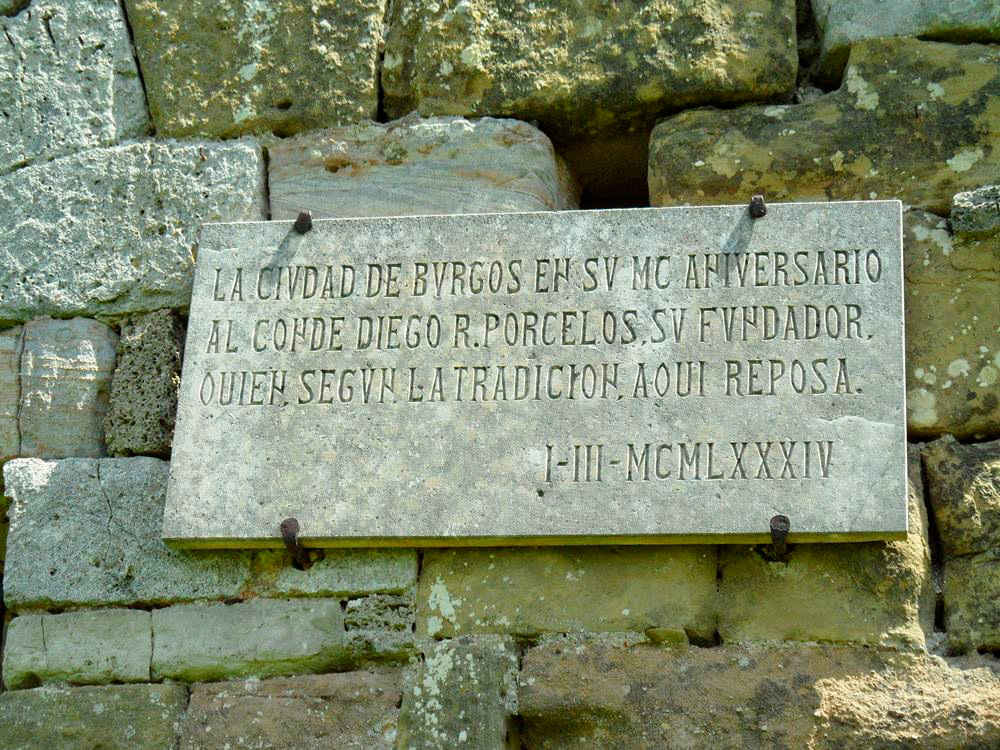 LA CIVDAD DE BVRGOS EN SV MC ANIVERSARIO
AL CONDE DIEGO R. PORCELOS, SV FVNDADOR,
QUIEN, SEGVN LA TRADICION, AQUI REPOSA.
I-III-MCMLXXXIV